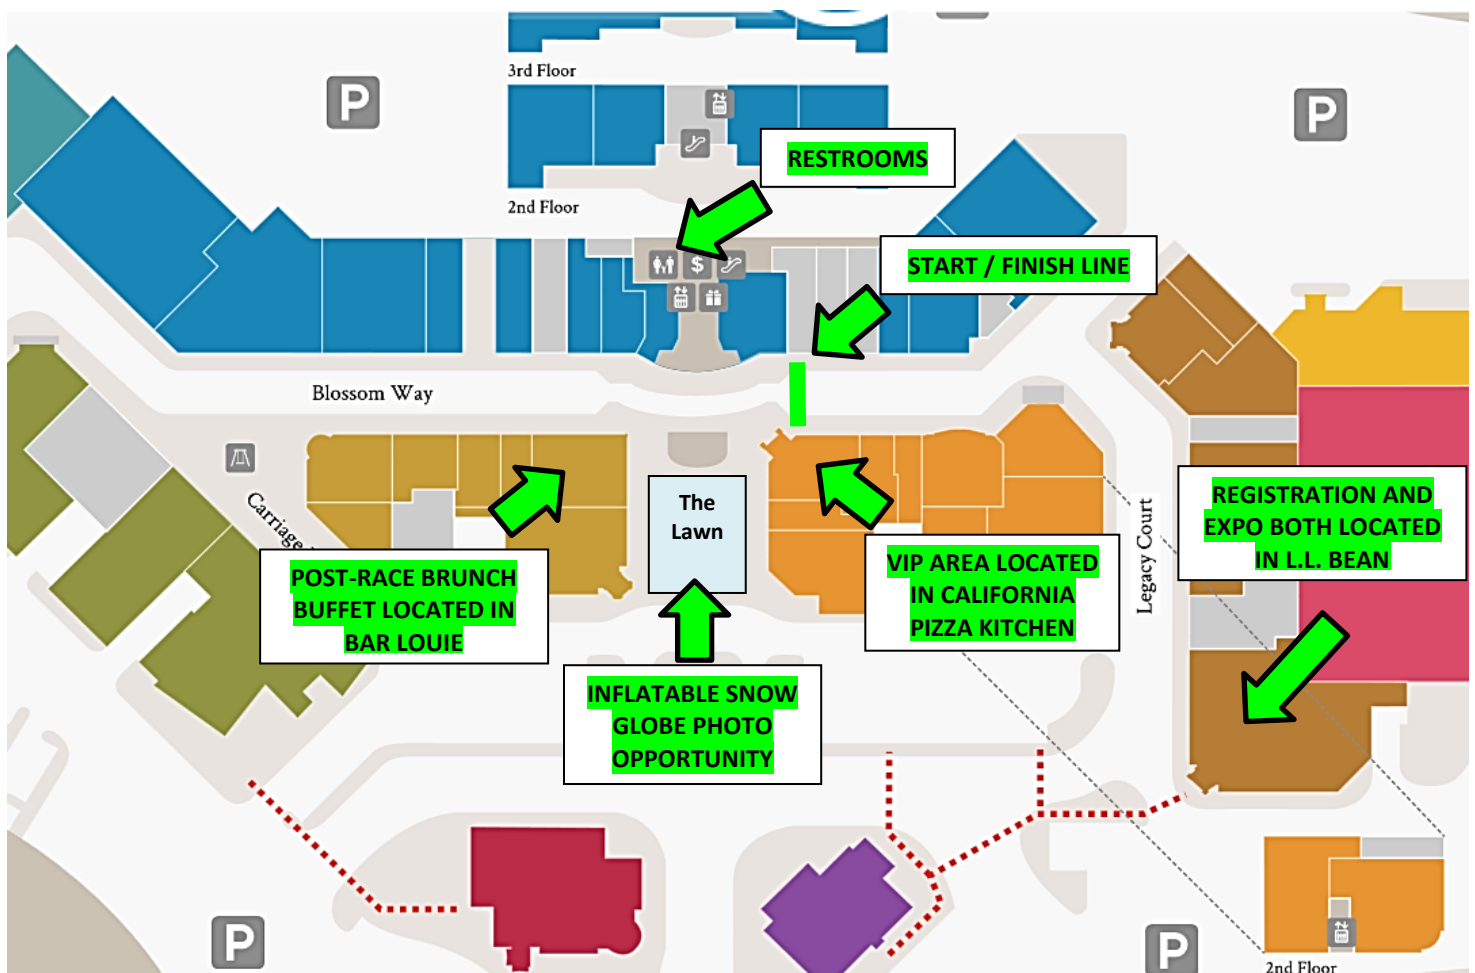 3rd Floor
P
P
RESTROOMS
2nd Floor
START / FINISH LINE
$
Blossom Way
The
Lawn
Carriage
Legacy Court
REGISTRATION AND
EXPO BOTH LOCATED
IN L.L. BEAN
POST-RACE BRUNCH
BUFFET LOCATED IN
BAR LOUIE
VIP AREA LOCATED
IN CALIFORNIA
PIZZA KITCHEN
INFLATABLE SNOW
GLOBE PHOTO
OPPORTUNITY
P
P
2nd Floor